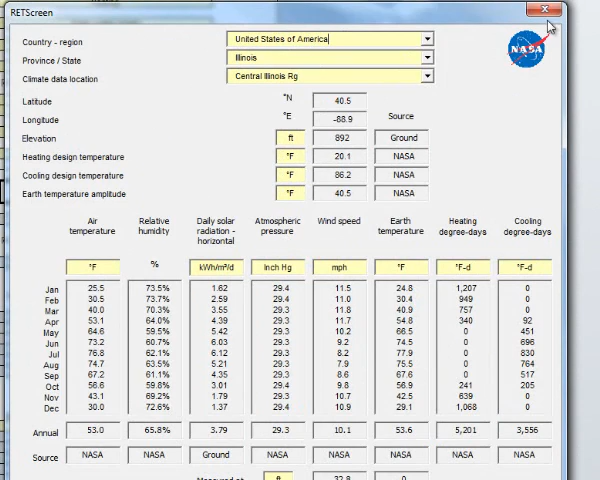 RETScreen
Country - region United States of America
Province / State Illinois
Climate data location Central Illinois Rg
NASA
Latitude °N 40.5
Longitude °E -88.9 Source
Elevation ft 892 Ground
Heating design temperature °F 20.1 NASA
Cooling design temperature °F 86.2 NASA
Earth temperature amplitude °F 40.5 NASA
Air temperature Relative humidity Daily solar radiation - horizontal Atmospheric pressure Wind speed Earth temperature Heating degree-days Cooling degree-days
°F % kWh/m²/d Inch Hg mph °F °F-d °F-d
Jan 25.5 73.5% 1.62 29.4 11.5 24.8 1,207 0
Feb 30.5 73.7% 2.59 29.4 11.0 30.4 949 0
Mar 40.0 70.3% 3.55 29.3 11.8 40.9 757 0
Apr 53.1 64.0% 4.39 29.3 11.7 54.8 340 92
May 64.6 59.5% 5.42 29.3 10.2 66.5 0 451
Jun 73.2 60.7% 6.03 29.3 9.2 74.5 0 696
Jul 76.8 62.1% 6.12 29.3 8.2 77.9 0 830
Aug 74.7 63.5% 5.21 29.3 7.9 75.5 0 764
Sep 67.2 61.1% 4.35 29.3 8.6 67.6 0 517
Oct 56.6 59.8% 3.01 29.4 9.8 56.9 241 205
Nov 43.1 69.2% 1.79 29.3 10.7 42.5 639 0
Dec 30.0 72.6% 1.37 29.4 10.9 29.1 1,068 0
Annual 53.0 65.8% 3.79 29.3 10.1 53.6 5,201 3,556
Source NASA NASA Ground NASA NASA NASA NASA NASA
Measured at ft 32.8 0